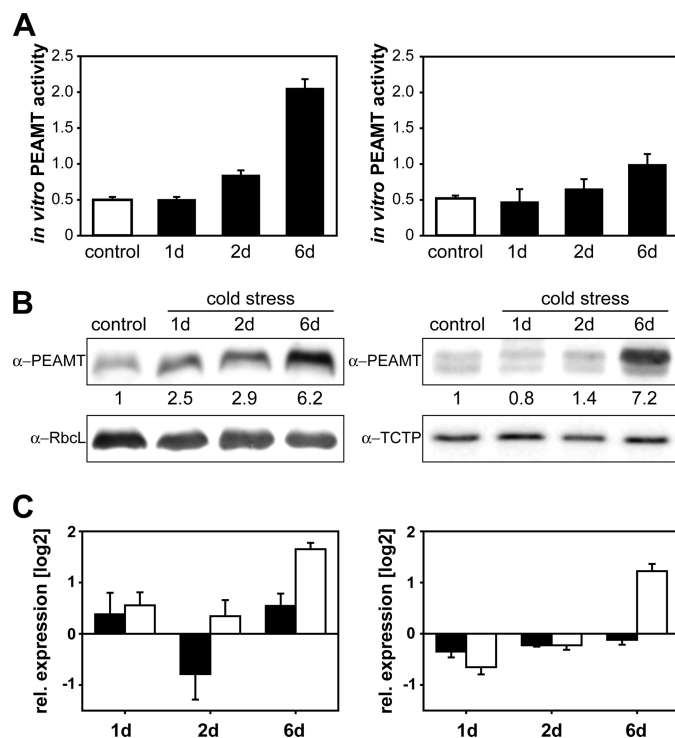 A
in vitro PEAMT activity
2.5
2.0
1.5
1.0
0.5
0
control 1d 2d 6d
in vitro PEAMT activity
2.5
2.0
1.5
1.0
0.5
0
control 1d 2d 6d
B
cold stress
control 1d 2d 6d
α–PEAMT
1 2.5 2.9 6.2
α–RbcL
cold stress
control 1d 2d 6d
α–PEAMT
1 0.8 1.4 7.2
α–TCTP
C
rel. expression [log2]
2
1
0
-1
1d 2d 6d
rel. expression [log2]
2
1
0
-1
1d 2d 6d